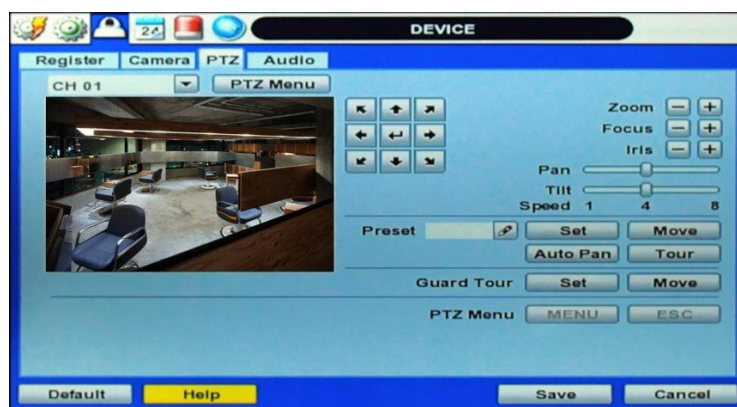 24
DEVICE
Register Camera PTZ Audio
CH 01 PTZ Menu
Zoom
Focus
Iris
Pan
Tilt
Speed 1 4 8
Preset Set Move
Auto Pan Tour
Guard Tour Set Move
PTZ Menu MENU ESC
Default Help Save Cancel